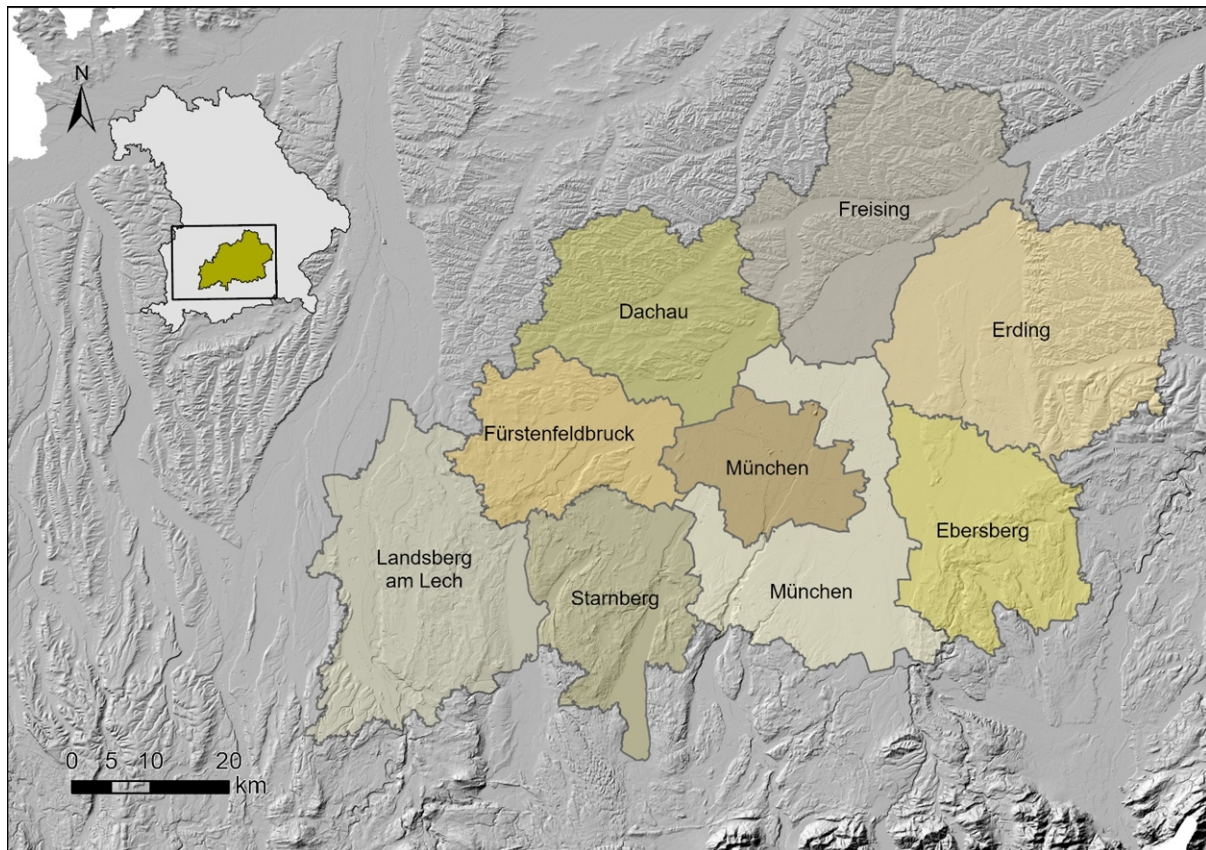 N
Freising
Dachau
Erding
Fürstenfeldbruck
München
Ebersberg
Landsberg
am Lech
Starnberg
München
0 5 10 20
km